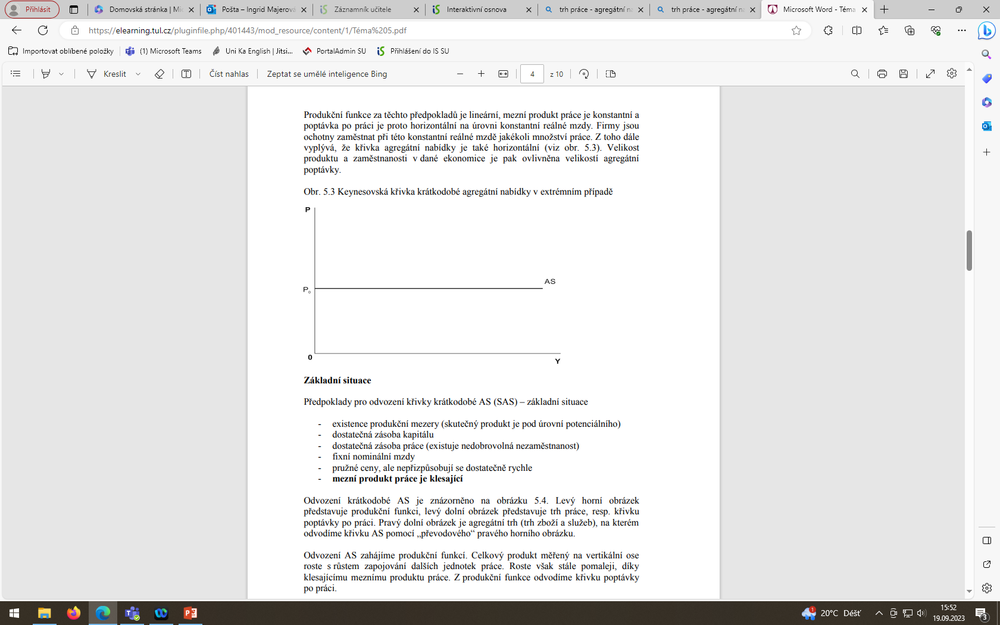 Přihlásit
Domovská stránka | Mic
Pošta – Ingrid Majerová
Záznamník učitele
Interaktivní osnova
trh práce - agregátní na
trh práce - agregátní na
Microsoft Word - Téma
https://elearning.tul.cz/pluginfile.php/401443/mod_resource/content/1/Téma%205.pdf
Importovat oblíbené položky
(1) Microsoft Teams
Uni Ka English | Jitsi...
PortalAdmin SU
Přihlášení do IS SU
Kreslit
Číst nahlas
Zeptat se umělé inteligence Bing
4
z 10
Produkční funkce za těchto předpokladů je lineární, mezní produkt práce je konstantní a
poptávka po práci je proto horizontální na úrovni konstantní reálné mzdy. Firmy jsou
ochotny zaměstnat při této konstantní reálné mzdě jakékoli množství práce. Z toho dále
vyplývá, že křivka agregátní nabídky je také horizontální (viz obr. 5.3). Velikost
produktu a zaměstnanosti v dané ekonomice je pak ovlivněna velikostí agregátní
poptávky.
Obr. 5.3 Keynesovská křivka krátkodobé agregátní nabídky v extrémním případě
P
AS
P0
0
Y
Základní situace
Předpoklady pro odvození křivky krátkodobé AS (SAS) – základní situace
- existence produkční mezery (skutečný produkt je pod úrovní potenciálního)
- dostatečná zásoba kapitálu
- dostatečná zásoba práce (existuje nedobrovolná nezaměstnanost)
- fixní nominální mzdy
- pružné ceny, ale nepřizpůsobují se dostatečně rychle
- mezní produkt práce je klesající
Odvození krátkodobé AS je znázorněno na obrázku 5.4. Levý horní obrázek
představuje produkční funkci, levý dolní obrázek představuje trh práce, resp. křivku
poptávky po práci. Pravý dolní obrázek je agregátní trh (trh zboží a služeb), na kterém
odvodíme křivku AS pomocí „převodového“ pravého horního obrázku.
Odvození AS zahájíme produkční funkcí. Celkový produkt měřený na vertikální ose
roste s růstem zapojování dalších jednotek práce. Roste však stále pomaleji, díky
klesajícímu meznímu produktu práce. Z produkční funkce odvodíme křivku poptávky
po práci.
1
20°C Déšť
15:52
19.09.2023
3